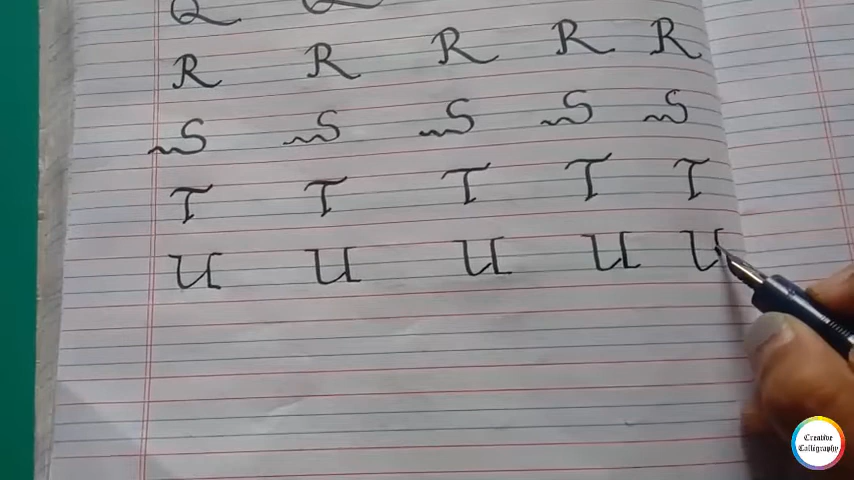 Q Q
R R R R R
S S S S S
T T T T T
U U U U U
Creative
Calligraphy